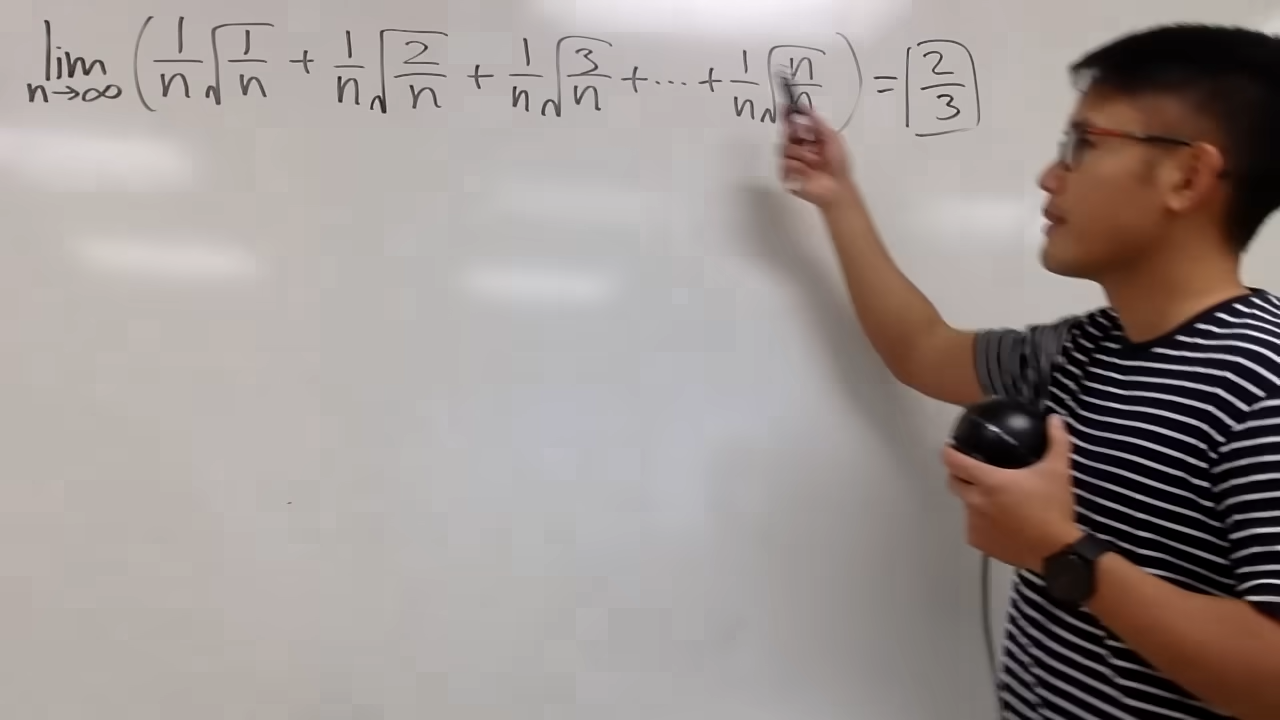 lim n→∞ ( 1/n √(1/n) + 1/n √(2/n) + 1/n √(3/n) + ⋯ + 1/n √(n/n) ) = 2/3